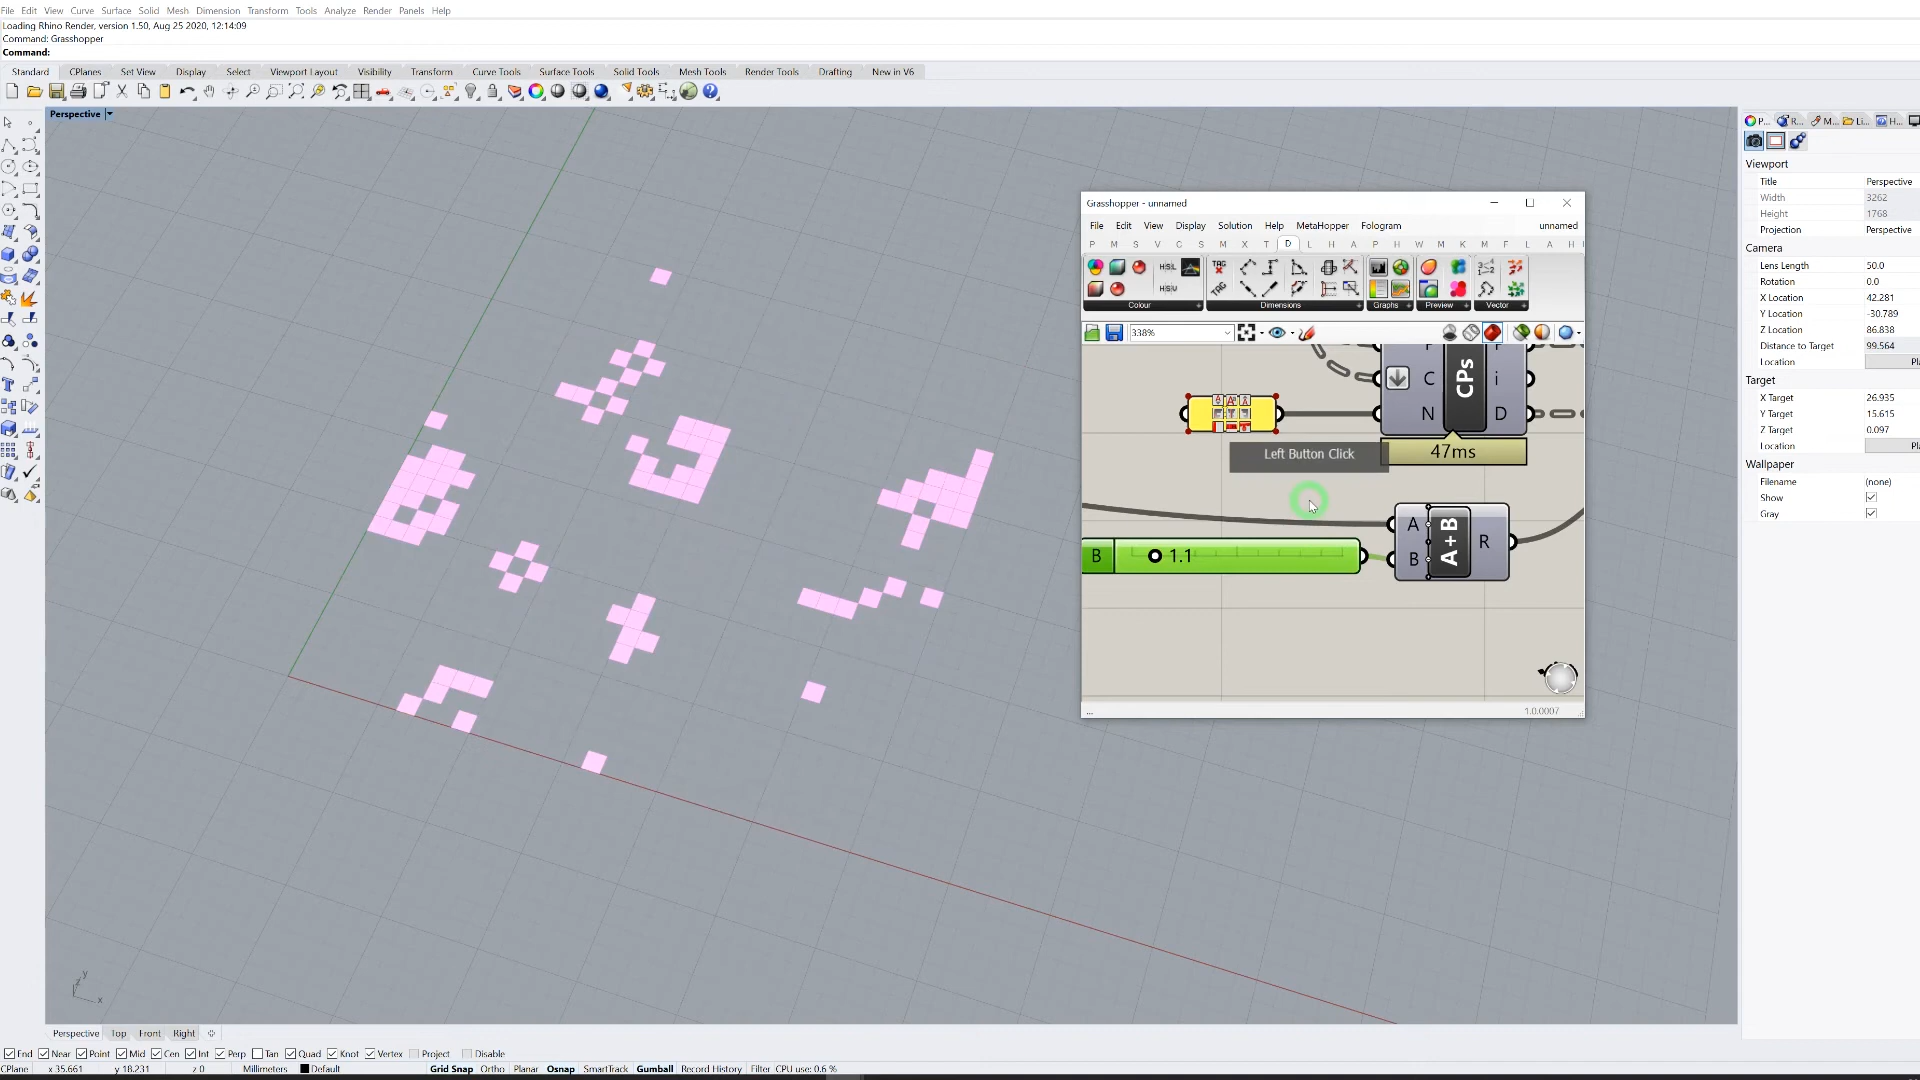 File Edit View Curve Surface Solid Mesh Dimension Transform Tools Analyze Render Panels Help
Loading Rhino Render, version 1.50, Aug 25 2020, 12:14:09
Command: Grasshopper
Command:
Standard CPlanes Set View Display Select Viewport Layout Visibility Transform Curve Tools Surface Tools Solid Tools Mesh Tools Render Tools Drafting New in V6
Perspective
P... R... M... Li... H...
Viewport
Title Perspective
Width 3262
Height 1768
Projection Perspective
Camera
Lens Length 50.0
Rotation 0.0
X Location 42.281
Y Location -30.789
Z Location 86.838
Distance to Target 99.564
Location Pl
Target
X Target 26.935
Y Target 15.615
Z Target 0.097
Location Pl
Wallpaper
Filename (none)
Show
Gray
Grasshopper - unnamed
File Edit View Display Solution Help MetaHopper Fologram unnamed
P M S V C S M X T D L H A P C H W M K M F L A H
Colour Dimensions Graphs Preview Vector
338%
C CPs i
N D
47ms
Left Button Click
A A+B R
B
B 1.1
... 1.0.0007
y
z
x
Perspective Top Front Right
End Near Point Mid Cen Int Perp Tan Quad Knot Vertex Project Disable
CPlane x 35.661 y 18.231 z 0 Millimeters Default Grid Snap Ortho Planar Osnap SmartTrack Gumball Record History Filter CPU use: 0.6 %